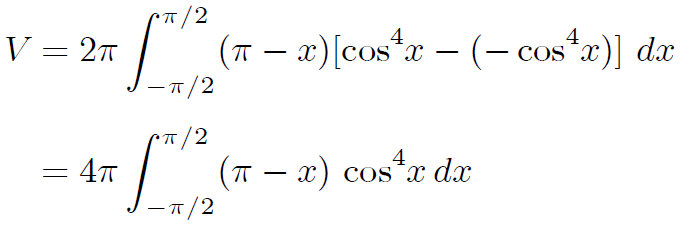 V = 2π ∫_{-π/2}^{π/2} (π − x)[cos⁴x − (− cos⁴x)] dx
= 4π ∫_{-π/2}^{π/2} (π − x) cos⁴x dx